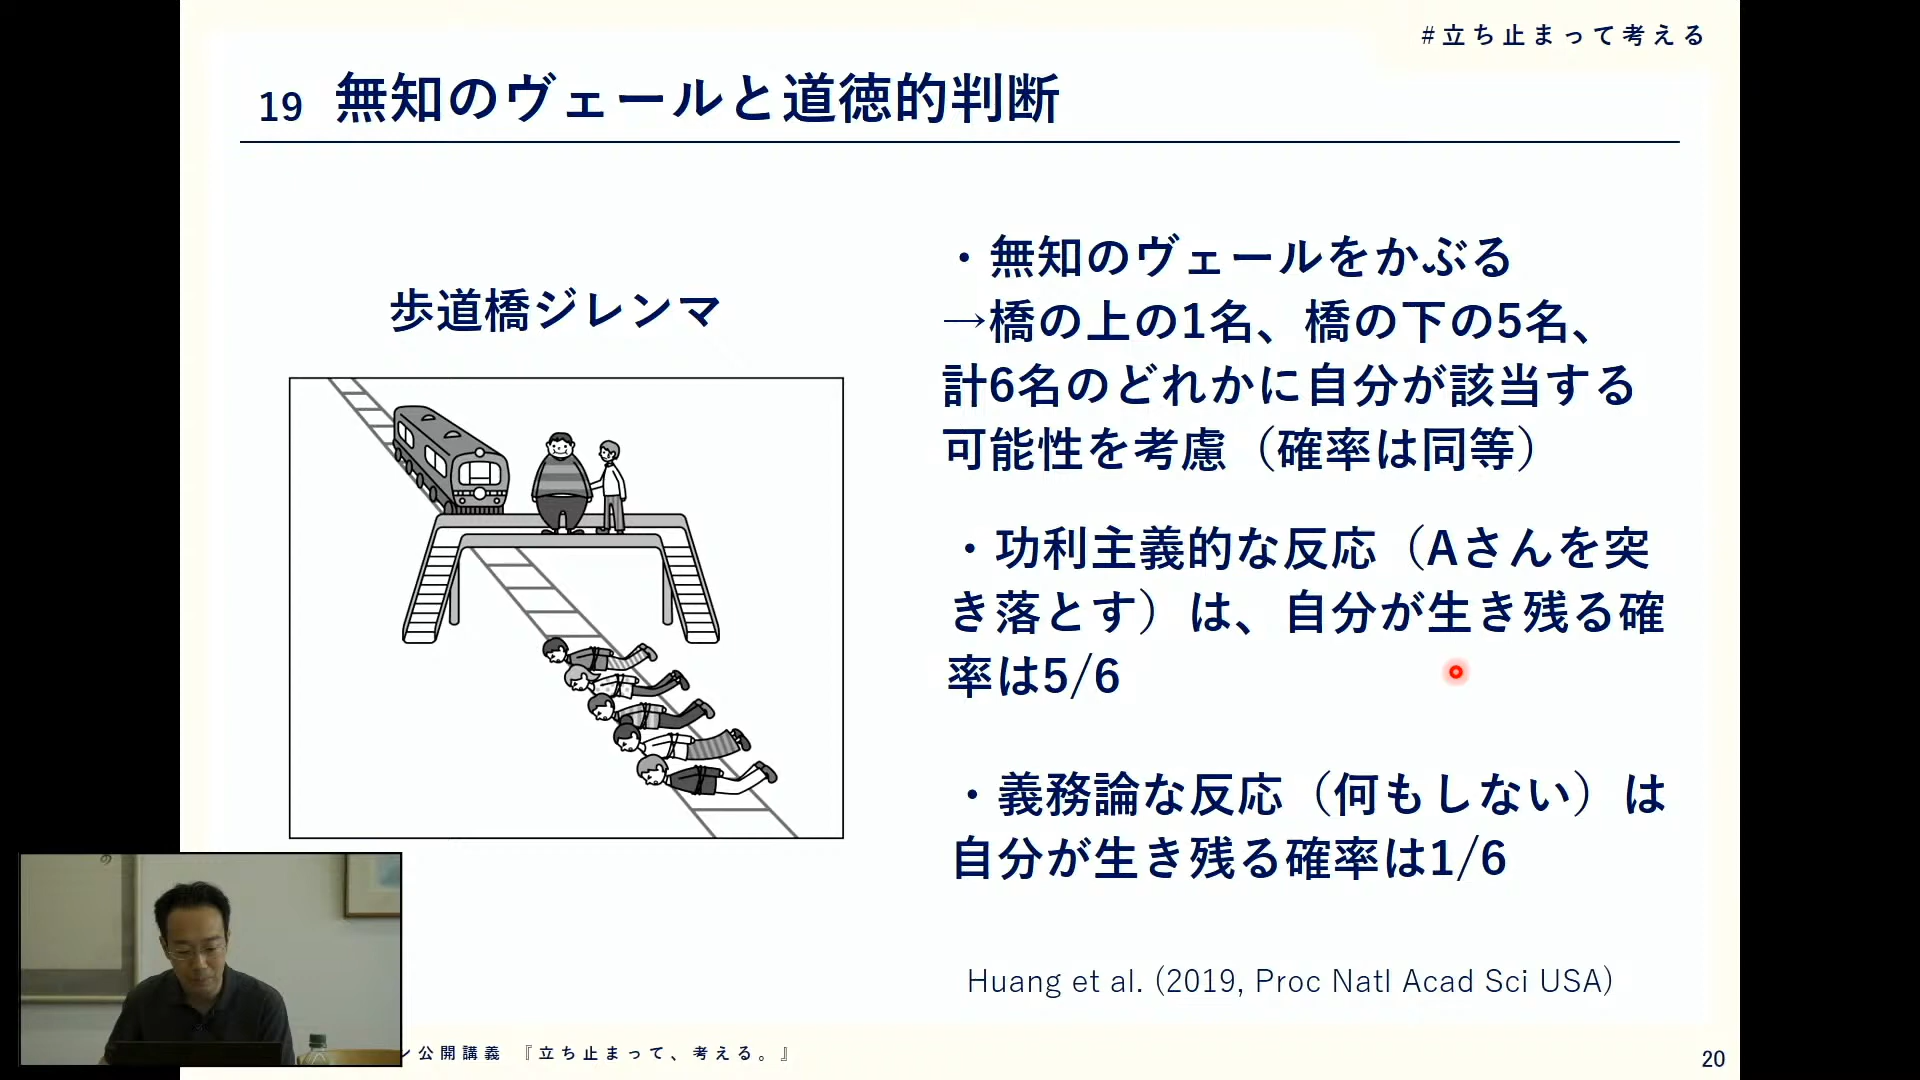 #立ち止まって考える
19 無知のヴェールと道徳的判断
歩道橋ジレンマ
・無知のヴェールをかぶる
→橋の上の1名、橋の下の5名、
計6名のどれかに自分が該当する
可能性を考慮（確率は同等）
・功利主義的な反応（Aさんを突
き落とす）は、自分が生き残る確
率は5/6
・義務論な反応（何もしない）は
自分が生き残る確率は1/6
Huang et al. (2019, Proc Natl Acad Sci USA)
の
ン公開講義 『立ち止まって、考える。』
20